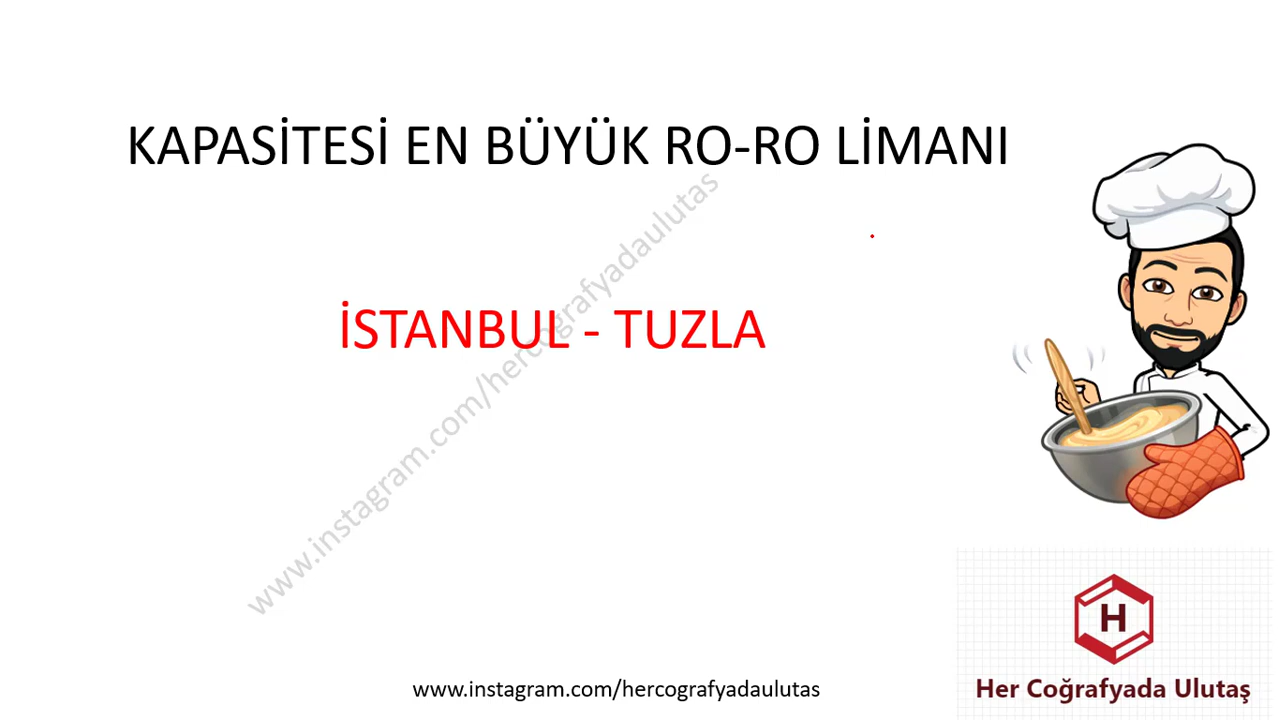 KAPASİTESİ EN BÜYÜK RO-RO LİMANI
İSTANBUL - TUZLA
www.instagram.com/hercografyadaulutas
H
Her Coğrafyada Ulutaş
www.instagram.com/hercografyadaulutas